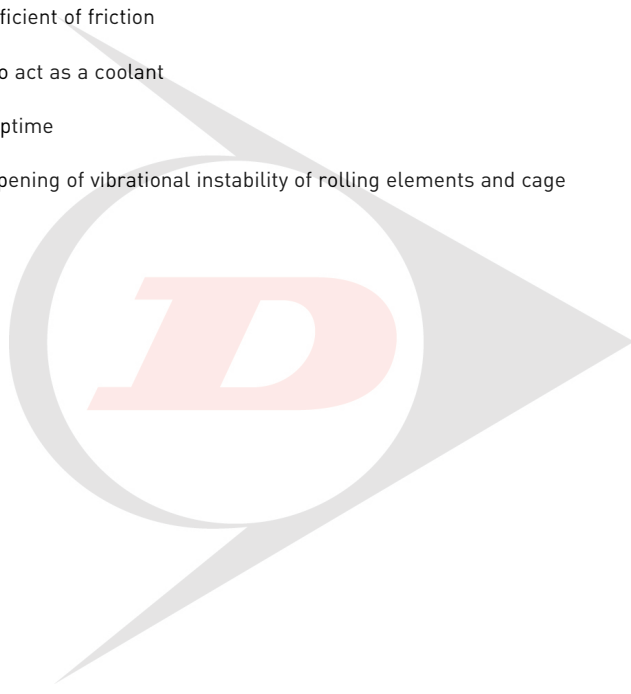 ficient of friction
o act as a coolant
ptime
pening of vibrational instability of rolling elements and cage
D